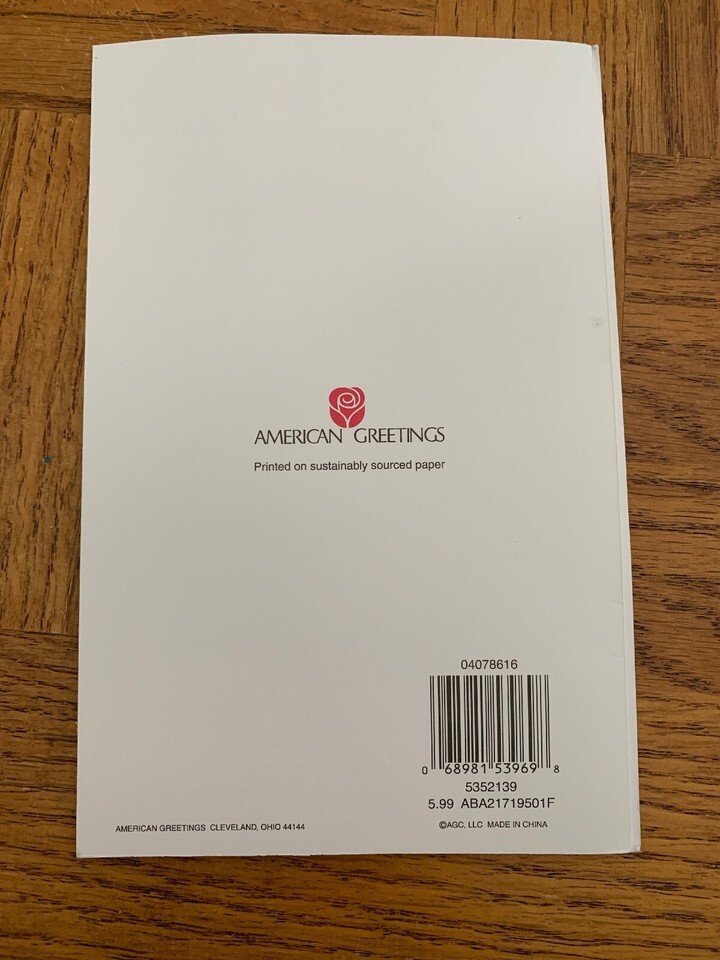 AMERICAN GREETINGS
Printed on sustainably sourced paper
04078616
0 68981 53969 8
5352139
5.99 ABA21719501F
AMERICAN GREETINGS CLEVELAND, OHIO 44144
©AGC, LLC MADE IN CHINA